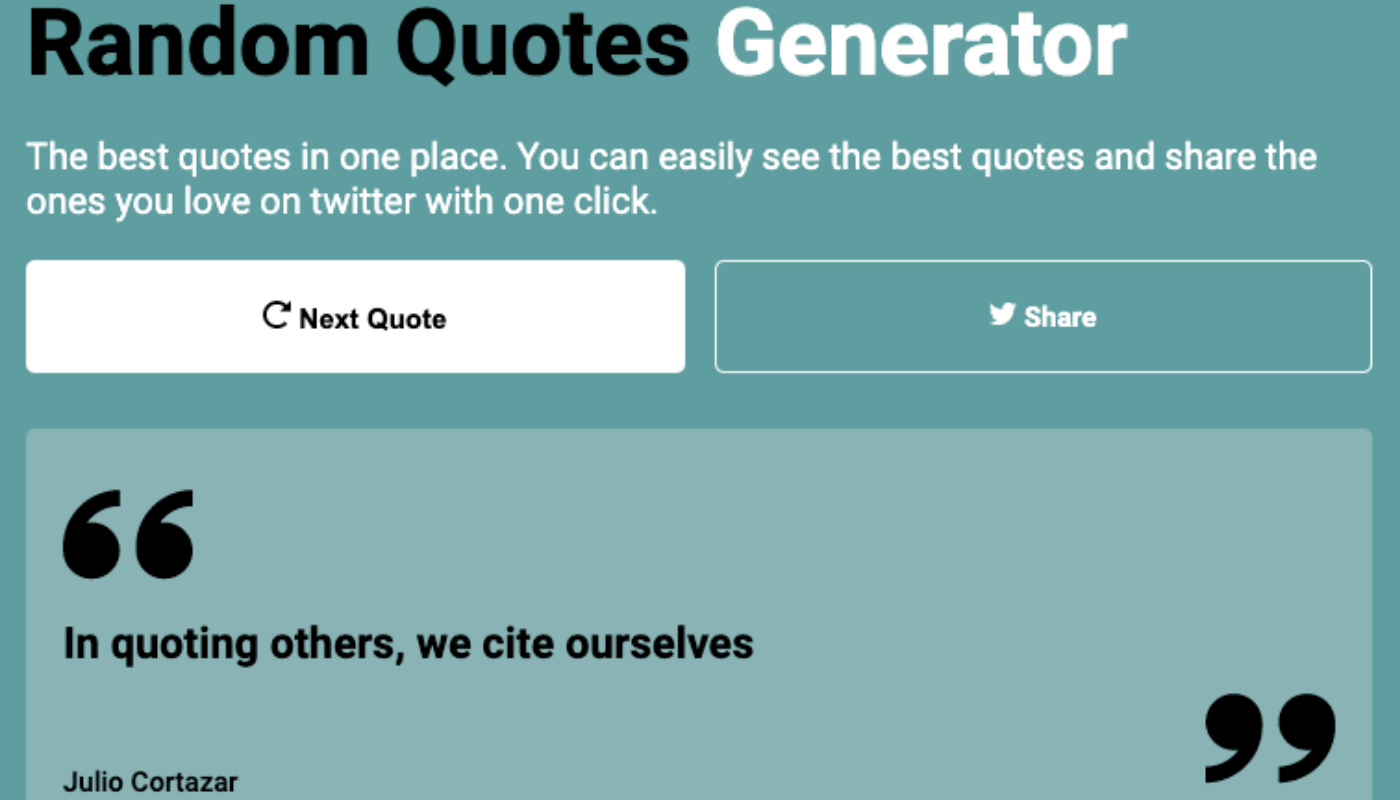 Random Quotes Generator
The best quotes in one place. You can easily see the best quotes and share the
ones you love on twitter with one click.
Next Quote
Share
“
In quoting others, we cite ourselves
”
Julio Cortazar